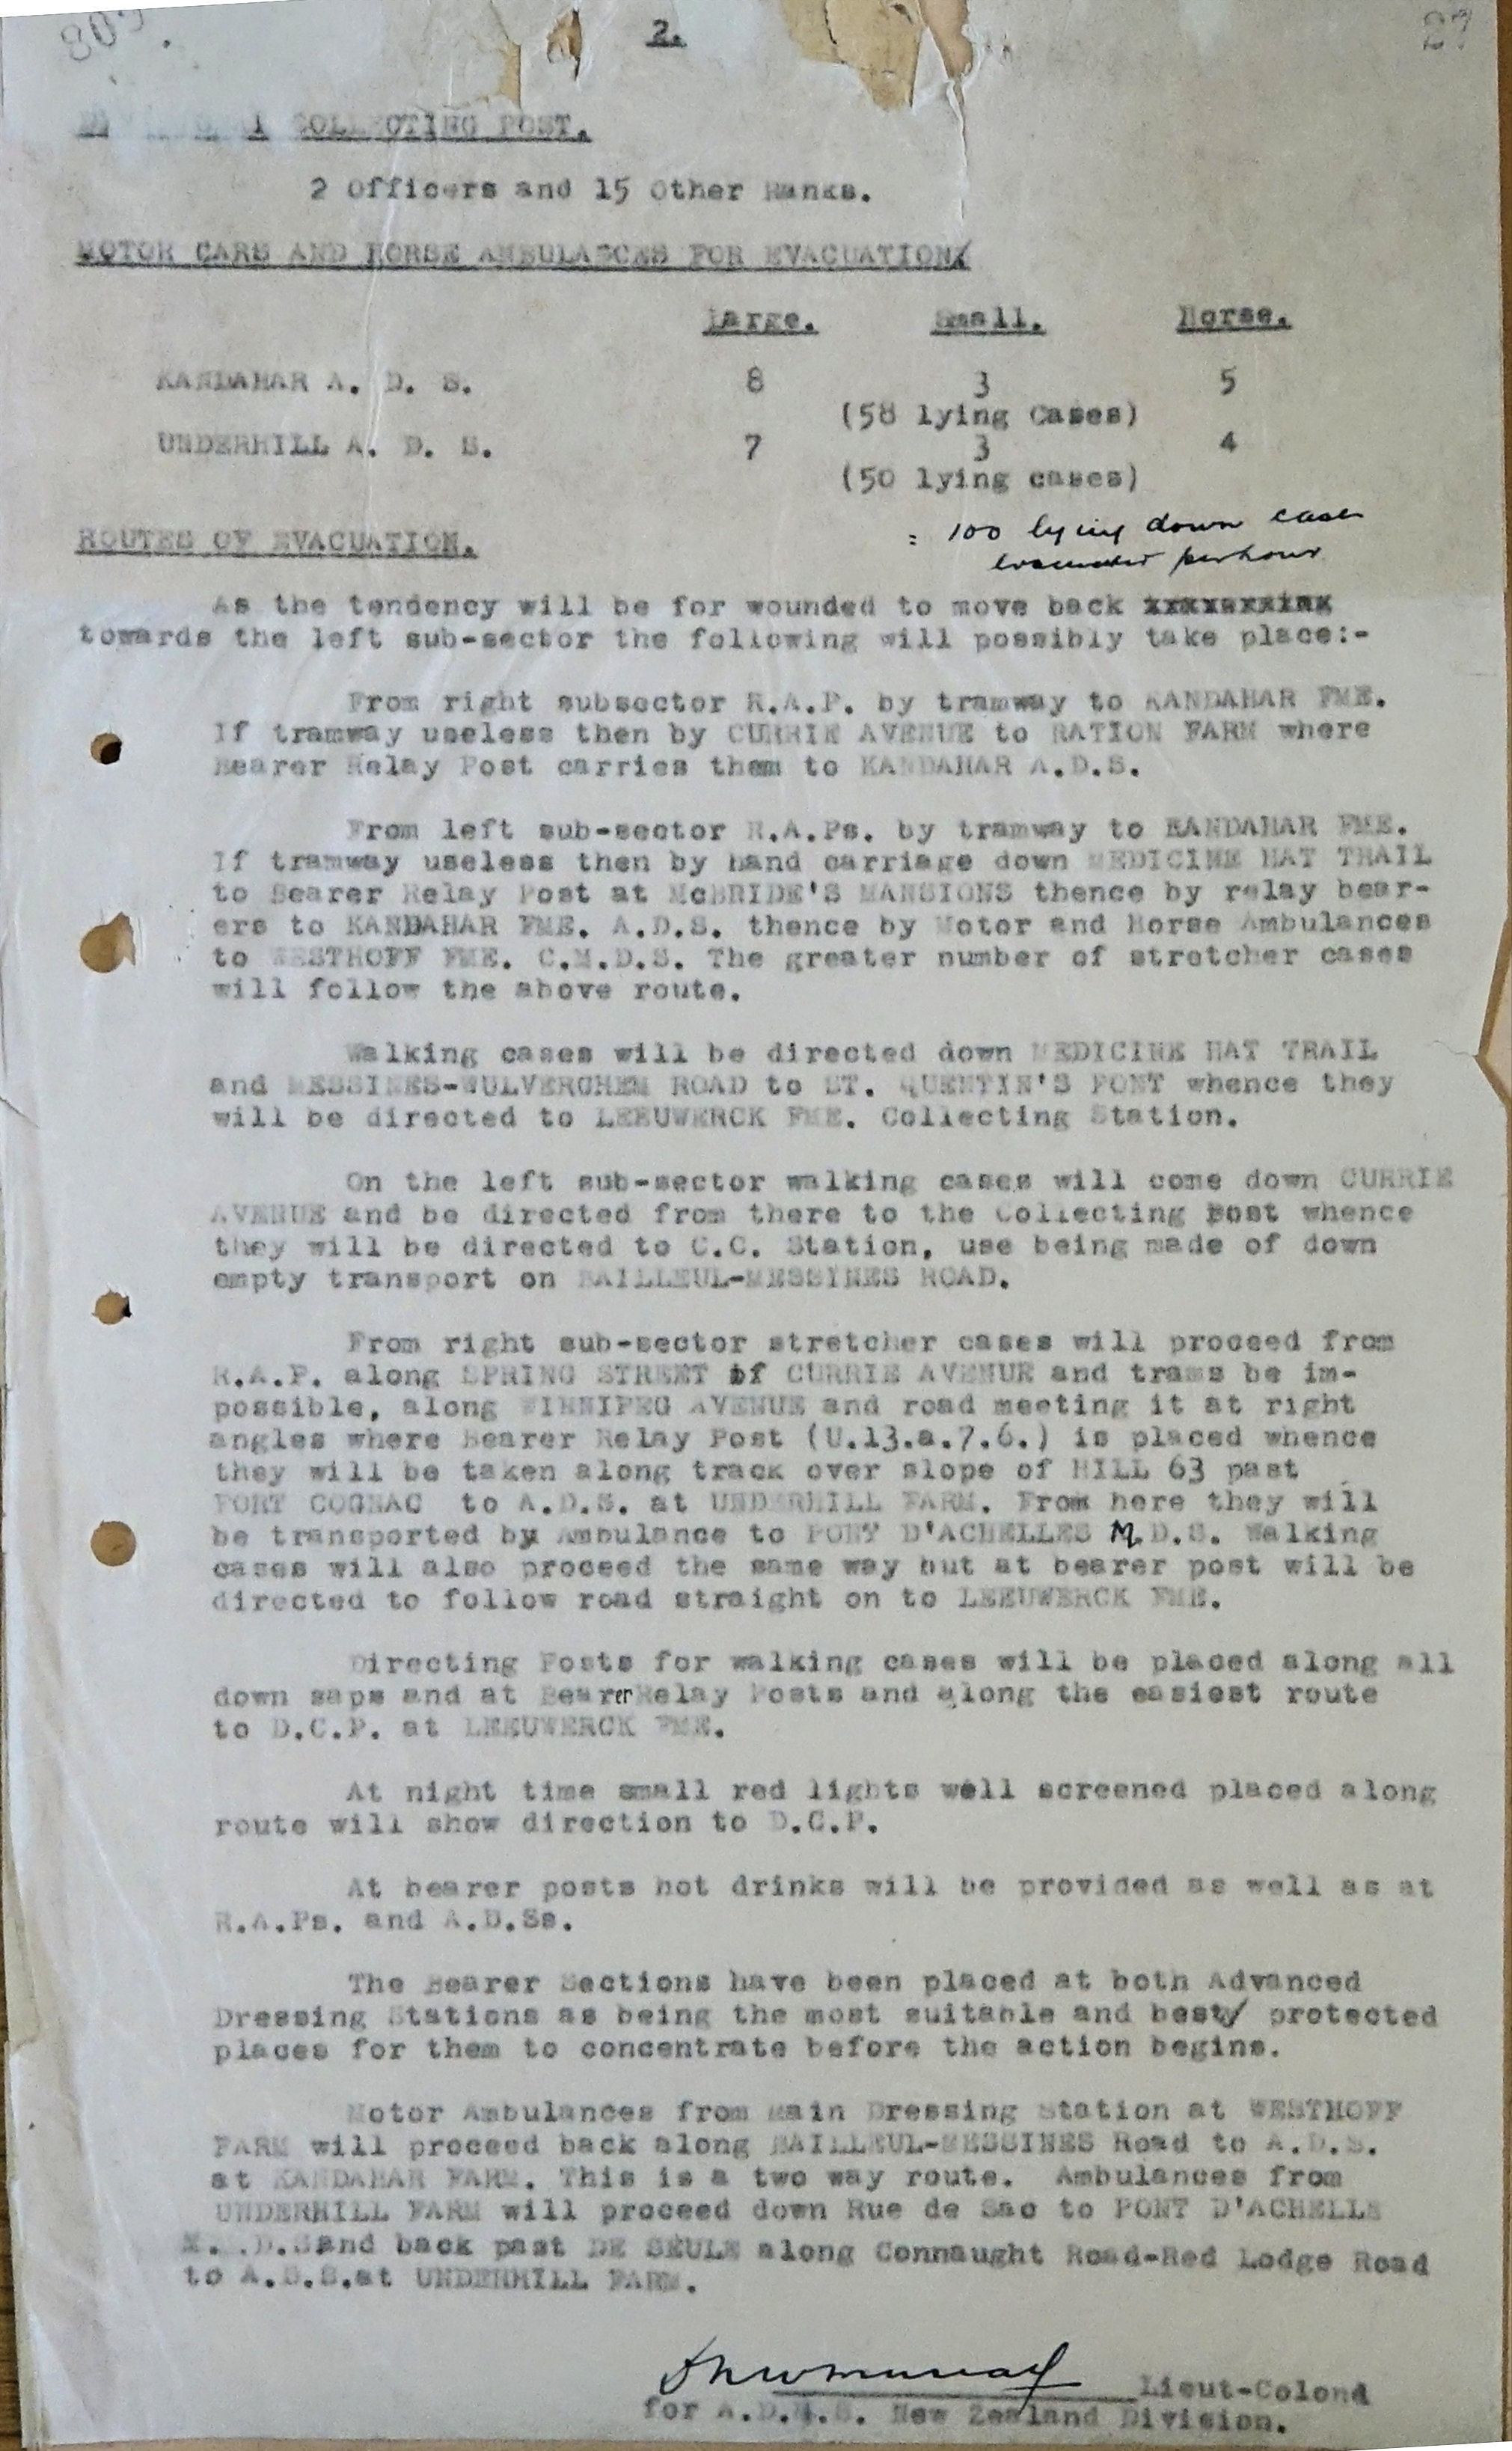 803.
2.
27
COLLECTING POST.
2 Officers and 15 Other Ranks.
MOTOR CARS AND HORSE AMBULANCES FOR EVACUATION
Large. Small. Horse.
KANDAHAR A. D. S. 8 3 5
(58 lying Cases)
UNDERHILL A. D. S. 7 3 4
(50 lying cases)
= 100 lying down cases
evacuated per hour
ROUTES OF EVACUATION.
As the tendency will be for wounded to move back
towards the left sub-sector the following will possibly take place:-
From right subsector R.A.P. by tramway to KANDAHAR FME.
If tramway useless then by CURRIE AVENUE to RATION FARM where
Bearer Relay Post carries them to KANDAHAR A.D.S.
From left sub-sector R.A.Ps. by tramway to KANDAHAR FME.
If tramway useless then by hand carriage down MEDICINE HAT TRAIL
to Bearer Relay Post at McBRIDE'S MANSIONS thence by relay bear-
ers to KANDAHAR FME. A.D.S. thence by Motor and Horse Ambulances
to WESTHOFF FME. C.M.D.S. The greater number of stretcher cases
will follow the above route.
Walking cases will be directed down MEDICINE HAT TRAIL
and MESSINES-WULVERGHEM ROAD to ST. QUENTIN'S PONT whence they
will be directed to LEEUWERCK FME. Collecting Station.
On the left sub-sector walking cases will come down CURRIE
AVENUE and be directed from there to the Collecting Post whence
they will be directed to C.C. Station, use being made of down
empty transport on BAILLEUL-MESSINES ROAD.
From right sub-sector stretcher cases will proceed from
R.A.P. along SPRING STREET if CURRIE AVENUE and trams be im-
possible, along WINNIPEG AVENUE and road meeting it at right
angles where Bearer Relay Post (U.13.a.7.6.) is placed whence
they will be taken along track over slope of HILL 63 past
FORT COGNAC to A.D.S. at UNDERHILL FARM. From here they will
be transported by Ambulance to PONT D'ACHELLES M.D.S. Walking
cases will also proceed the same way but at bearer post will be
directed to follow road straight on to LEEUWERCK FME.
Directing Posts for walking cases will be placed along all
down saps and at Bearer Relay Posts and along the easiest route
to D.C.P. at LEEUWERCK FME.
At night time small red lights well screened placed along
route will show direction to D.C.P.
At bearer posts hot drinks will be provided as well as at
R.A.Ps. and A.D.Ss.
The Bearer Sections have been placed at both Advanced
Dressing Stations as being the most suitable and best/ protected
places for them to concentrate before the action begins.
Motor Ambulances from Main Dressing Station at WESTHOFF
FARM will proceed back along BAILLEUL-MESSINES Road to A.D.S.
at KANDAHAR FARM. This is a two way route. Ambulances from
UNDERHILL FARM will proceed down Rue de Sac to PONT D'ACHELLS
M. .D.S.and back past DE SEULE along Connaught Road-Red Lodge Road
to A.D.S.at UNDERHILL FARM.
Lieut-Colonel
for A.D.M.S. New Zealand Division.